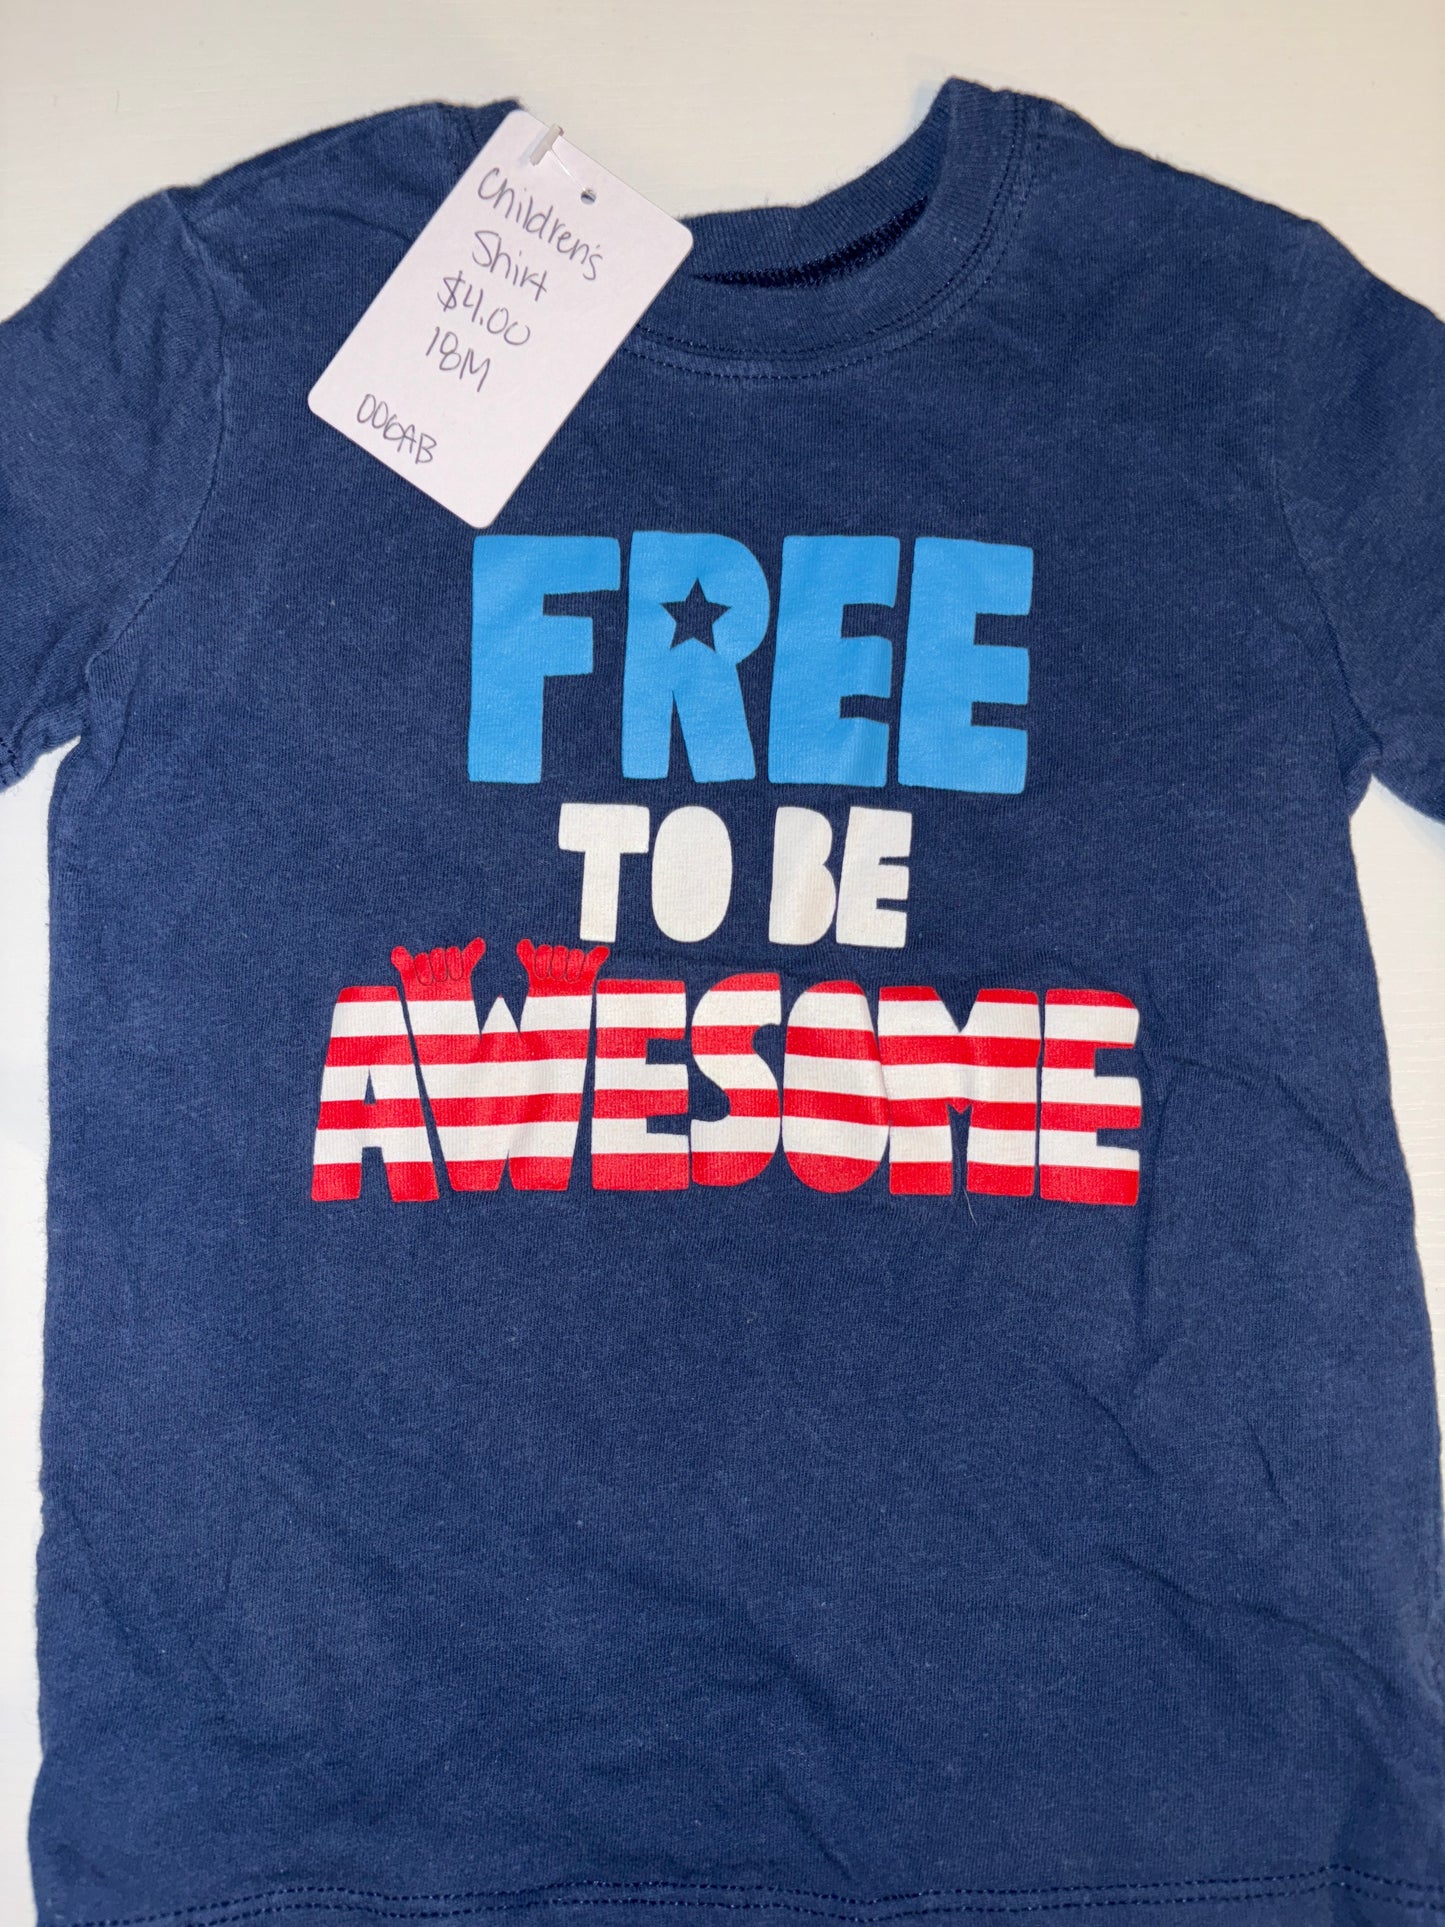 Children's
Shirt
$4.00
18M
006AB
FREE
TO BE
AWESOME